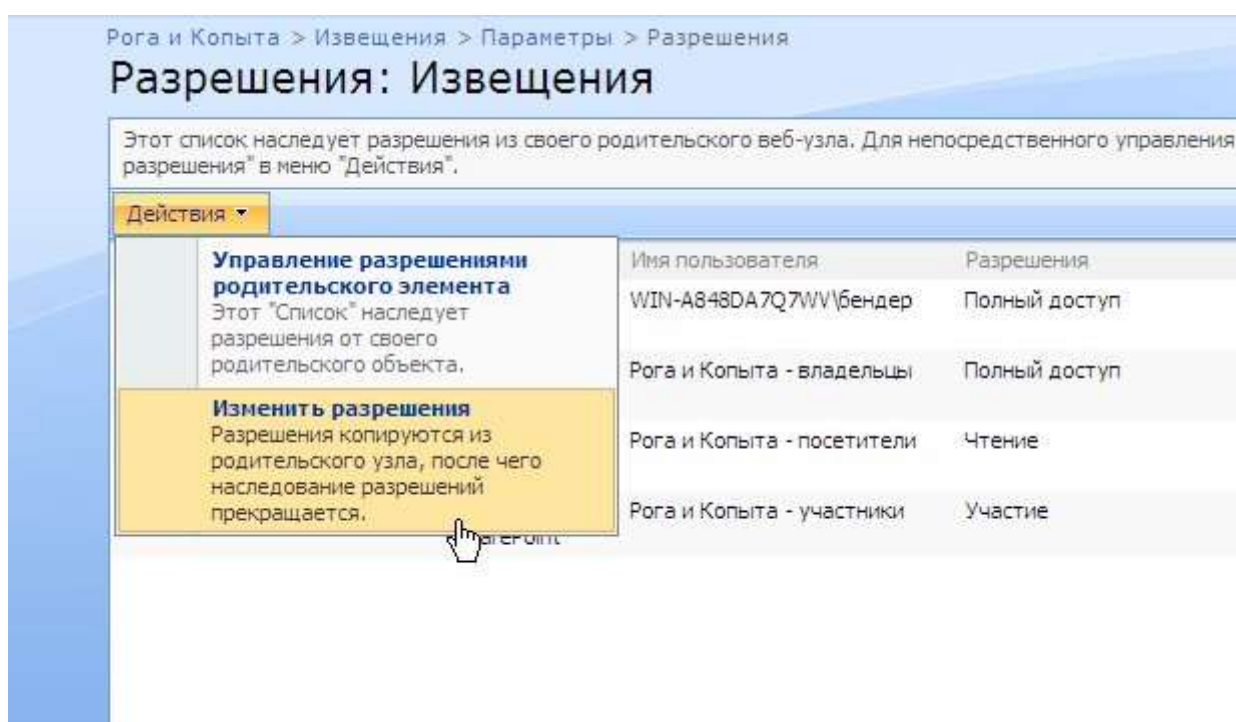 Рога и Копыта > Извещения > Параметры > Разрешения
Разрешения: Извещения
Этот список наследует разрешения из своего родительского веб-узла. Для непосредственного управления
разрешения" в меню "Действия".
Действия
Имя пользователя Разрешения
Управление разрешениями
родительского элемента
Этот "Список" наследует
разрешения от своего
родительского объекта.
WIN-A848DA7Q7WV\бендер Полный доступ
Рога и Копыта - владельцы Полный доступ
Изменить разрешения
Разрешения копируются из
родительского узла, после чего
наследование разрешений
прекращается.
Рога и Копыта - посетители Чтение
Рога и Копыта - участники Участие